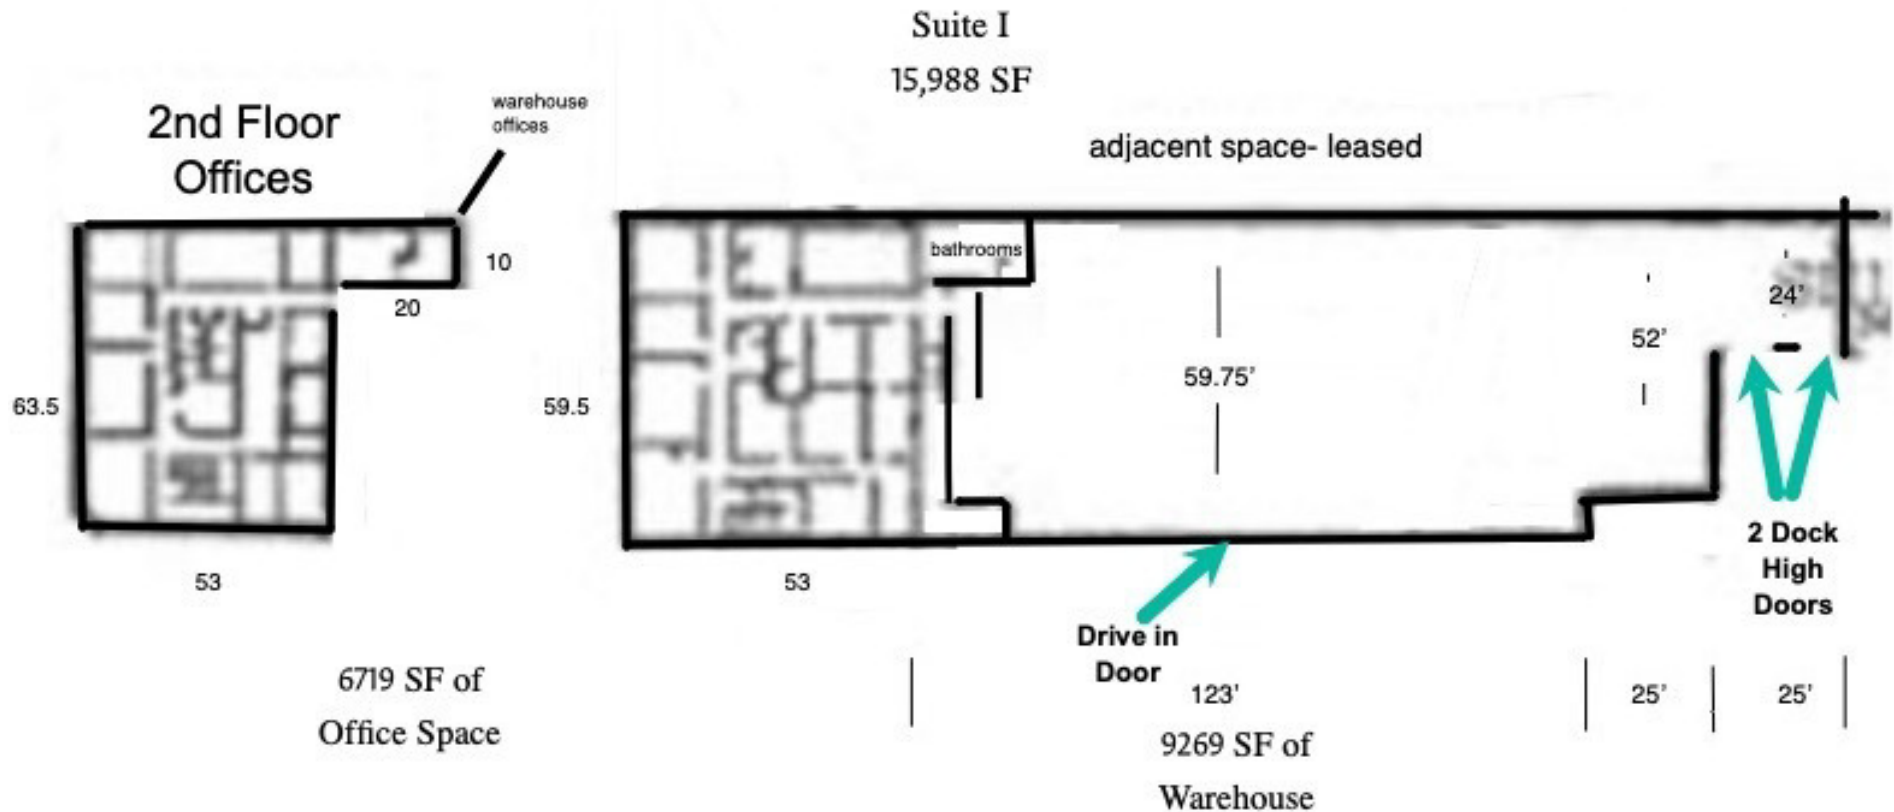 Suite I
15,988 SF
2nd Floor
Offices
warehouse
offices
adjacent space- leased
bathrooms
10
20
63.5
53
59.5
59.75’
52’
24’
53
2 Dock
High
Doors
Drive in
Door
6719 SF of
Office Space
123’
25’
25’
9269 SF of
Warehouse